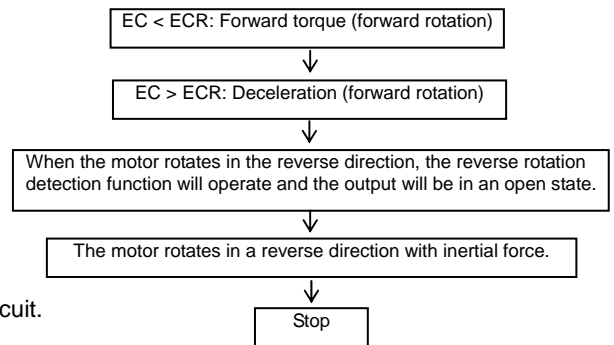 EC < ECR: Forward torque (forward rotation)
EC > ECR: Deceleration (forward rotation)
When the motor rotates in the reverse direction, the reverse rotation
detection function will operate and the output will be in an open state.
The motor rotates in a reverse direction with inertial force.
cuit.
Stop